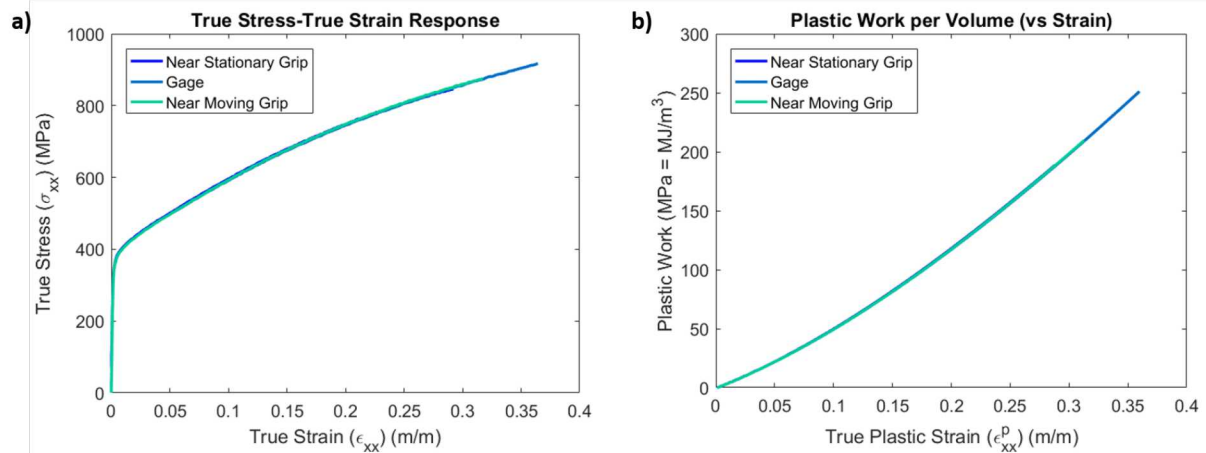 a)
True Stress-True Strain Response
1000
800
600
400
200
0
True Stress (σxx) (MPa)
Near Stationary Grip
Gage
Near Moving Grip
0 0.05 0.1 0.15 0.2 0.25 0.3 0.35 0.4
True Strain (ϵxx) (m/m)
b)
Plastic Work per Volume (vs Strain)
300
250
200
150
100
50
0
Plastic Work (MPa = MJ/m³)
Near Stationary Grip
Gage
Near Moving Grip
0 0.05 0.1 0.15 0.2 0.25 0.3 0.35 0.4
True Plastic Strain (ϵᵖxx) (m/m)